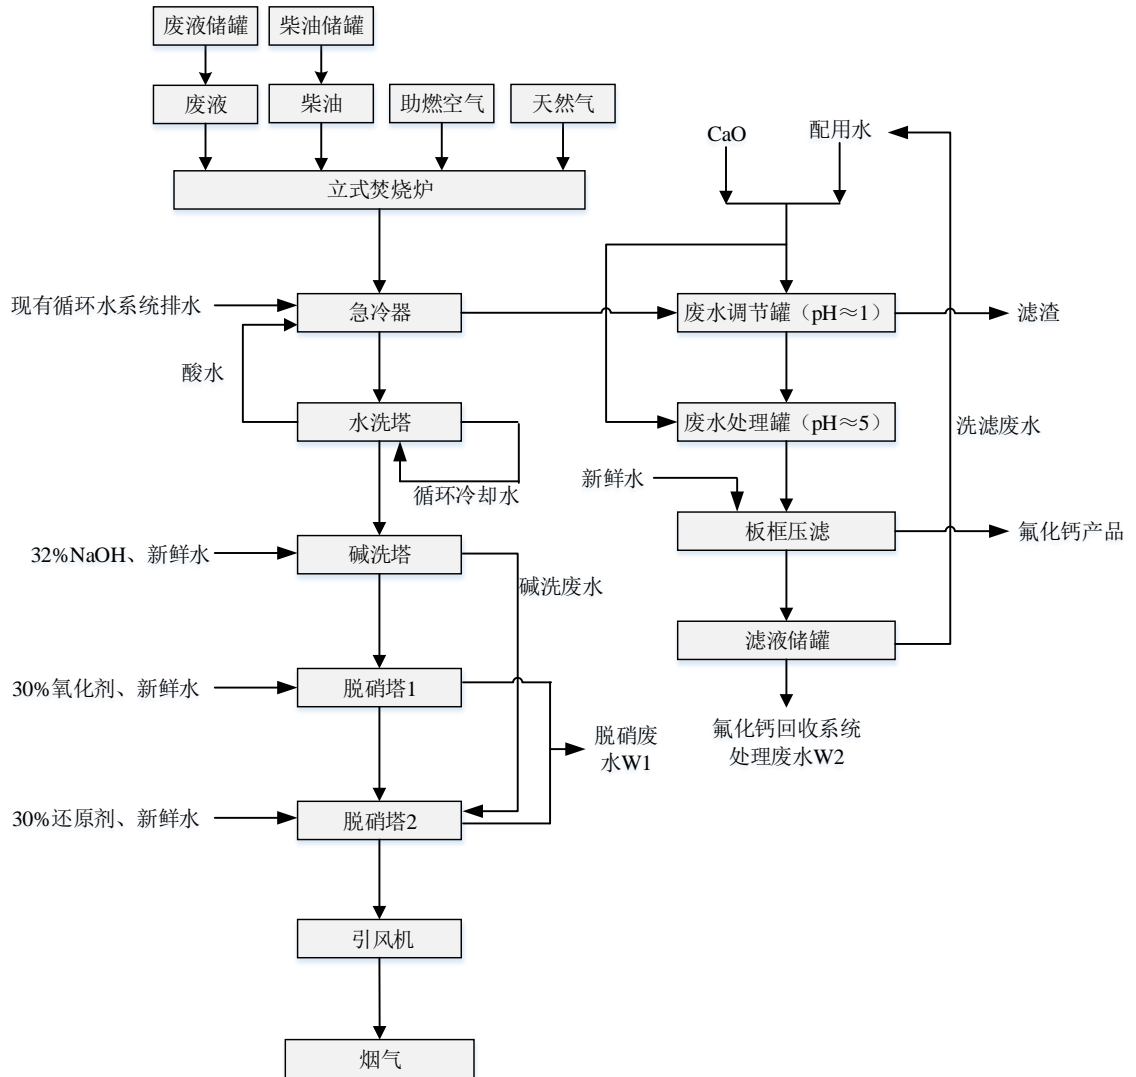 废液储罐
柴油储罐
废液
柴油
助燃空气
天然气
CaO
配用水
立式焚烧炉
现有循环水系统排水
急冷器
废水调节罐（pH≈1）
滤渣
酸水
水洗塔
废水处理罐（pH≈5）
洗滤废水
循环冷却水
新鲜水
板框压滤
氟化钙产品
32%NaOH、新鲜水
碱洗塔
碱洗废水
滤液储罐
30%氧化剂、新鲜水
脱硝塔1
脱硝废
水W1
氟化钙回收系统
处理废水W2
30%还原剂、新鲜水
脱硝塔2
引风机
烟气